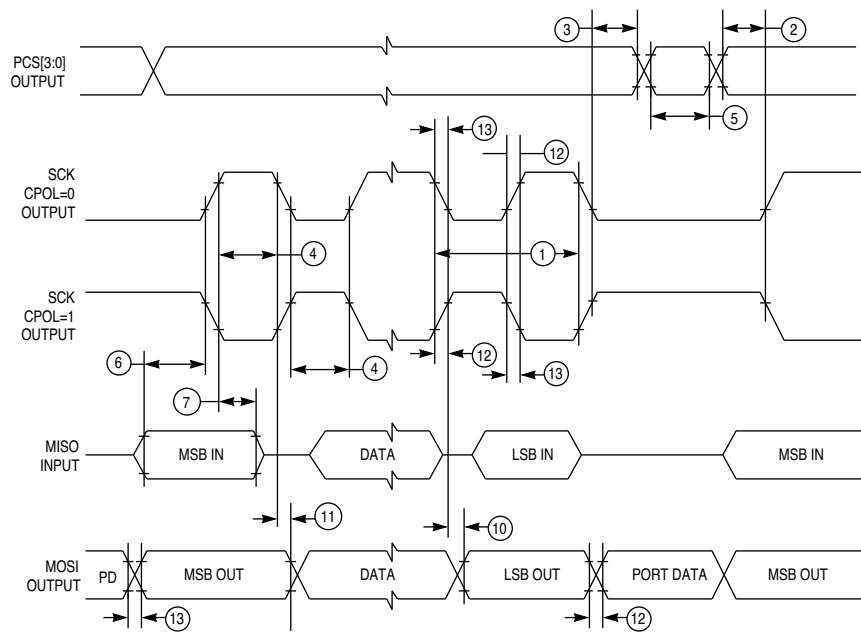 3
2
PCS[3:0]
OUTPUT
5
13
12
SCK
CPOL=0
OUTPUT
4
1
SCK
CPOL=1
OUTPUT
12
6
4
13
7
MISO
INPUT
MSB IN
DATA
LSB IN
MSB IN
11
10
MOSI
OUTPUT
PD
MSB OUT
DATA
LSB OUT
PORT DATA
MSB OUT
13
12